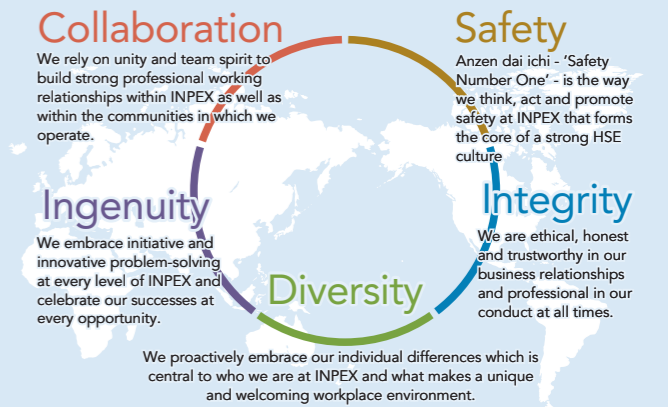 Collaboration
We rely on unity and team spirit to
build strong professional working
relationships within INPEX as well as
within the communities in which we
operate.
Safety
Anzen dai ichi - ‘Safety
Number One’ - is the way
we think, act and promote
safety at INPEX that forms
the core of a strong HSE
culture
Ingenuity
We embrace initiative and
innovative problem-solving
at every level of INPEX and
celebrate our successes at
every opportunity.
Integrity
We are ethical, honest
and trustworthy in our
business relationships
and professional in our
conduct at all times.
Diversity
We proactively embrace our individual differences which is
central to who we are at INPEX and what makes a unique
and welcoming workplace environment.